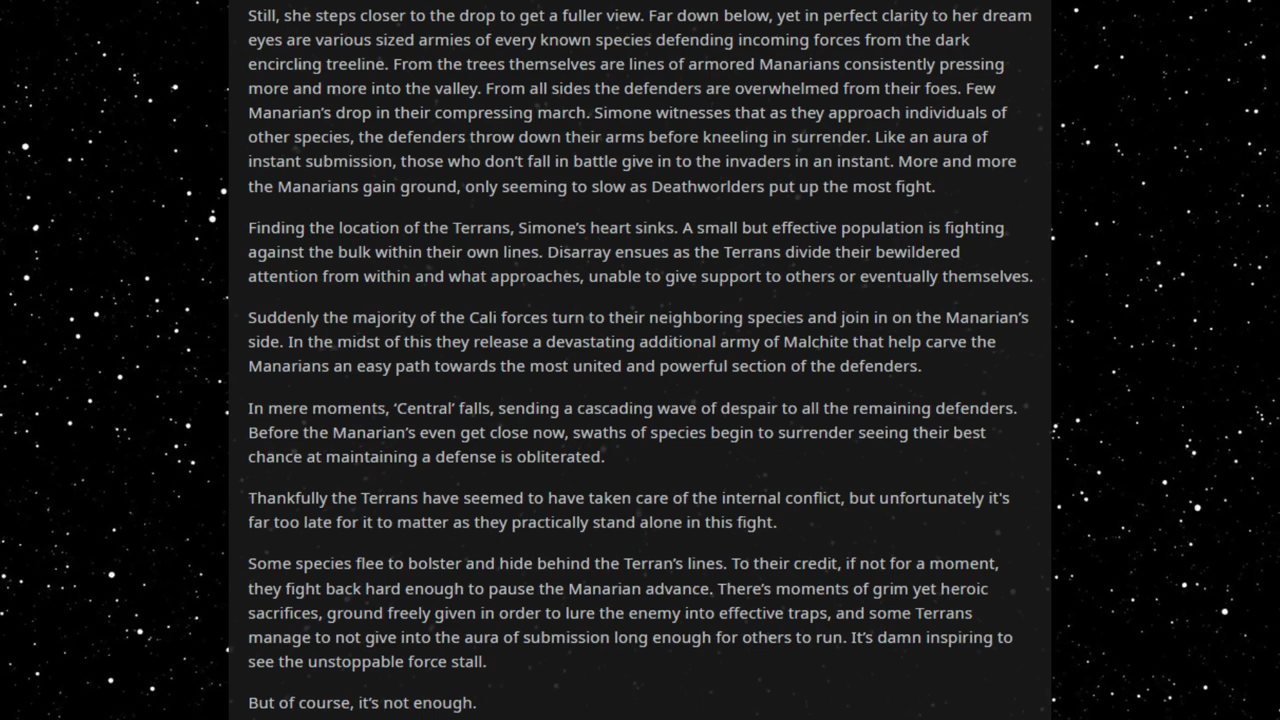 Still, she steps closer to the drop to get a fuller view. Far down below, yet in perfect clarity to her dream
eyes are various sized armies of every known species defending incoming forces from the dark
encircling treeline. From the trees themselves are lines of armored Manarians consistently pressing
more and more into the valley. From all sides the defenders are overwhelmed from their foes. Few
Manarian’s drop in their compressing march. Simone witnesses that as they approach individuals of
other species, the defenders throw down their arms before kneeling in surrender. Like an aura of
instant submission, those who don’t fall in battle give in to the invaders in an instant. More and more
the Manarians gain ground, only seeming to slow as Deathworlders put up the most fight.
Finding the location of the Terrans, Simone’s heart sinks. A small but effective population is fighting
against the bulk within their own lines. Disarray ensues as the Terrans divide their bewildered
attention from within and what approaches, unable to give support to others or eventually themselves.
Suddenly the majority of the Cali forces turn to their neighboring species and join in on the Manarian’s
side. In the midst of this they release a devastating additional army of Malchite that help carve the
Manarians an easy path towards the most united and powerful section of the defenders.
In mere moments, ‘Central’ falls, sending a cascading wave of despair to all the remaining defenders.
Before the Manarian’s even get close now, swaths of species begin to surrender seeing their best
chance at maintaining a defense is obliterated.
Thankfully the Terrans have seemed to have taken care of the internal conflict, but unfortunately it's
far too late for it to matter as they practically stand alone in this fight.
Some species flee to bolster and hide behind the Terran’s lines. To their credit, if not for a moment,
they fight back hard enough to pause the Manarian advance. There’s moments of grim yet heroic
sacrifices, ground freely given in order to lure the enemy into effective traps, and some Terrans
manage to not give into the aura of submission long enough for others to run. It’s damn inspiring to
see the unstoppable force stall.
But of course, it’s not enough.